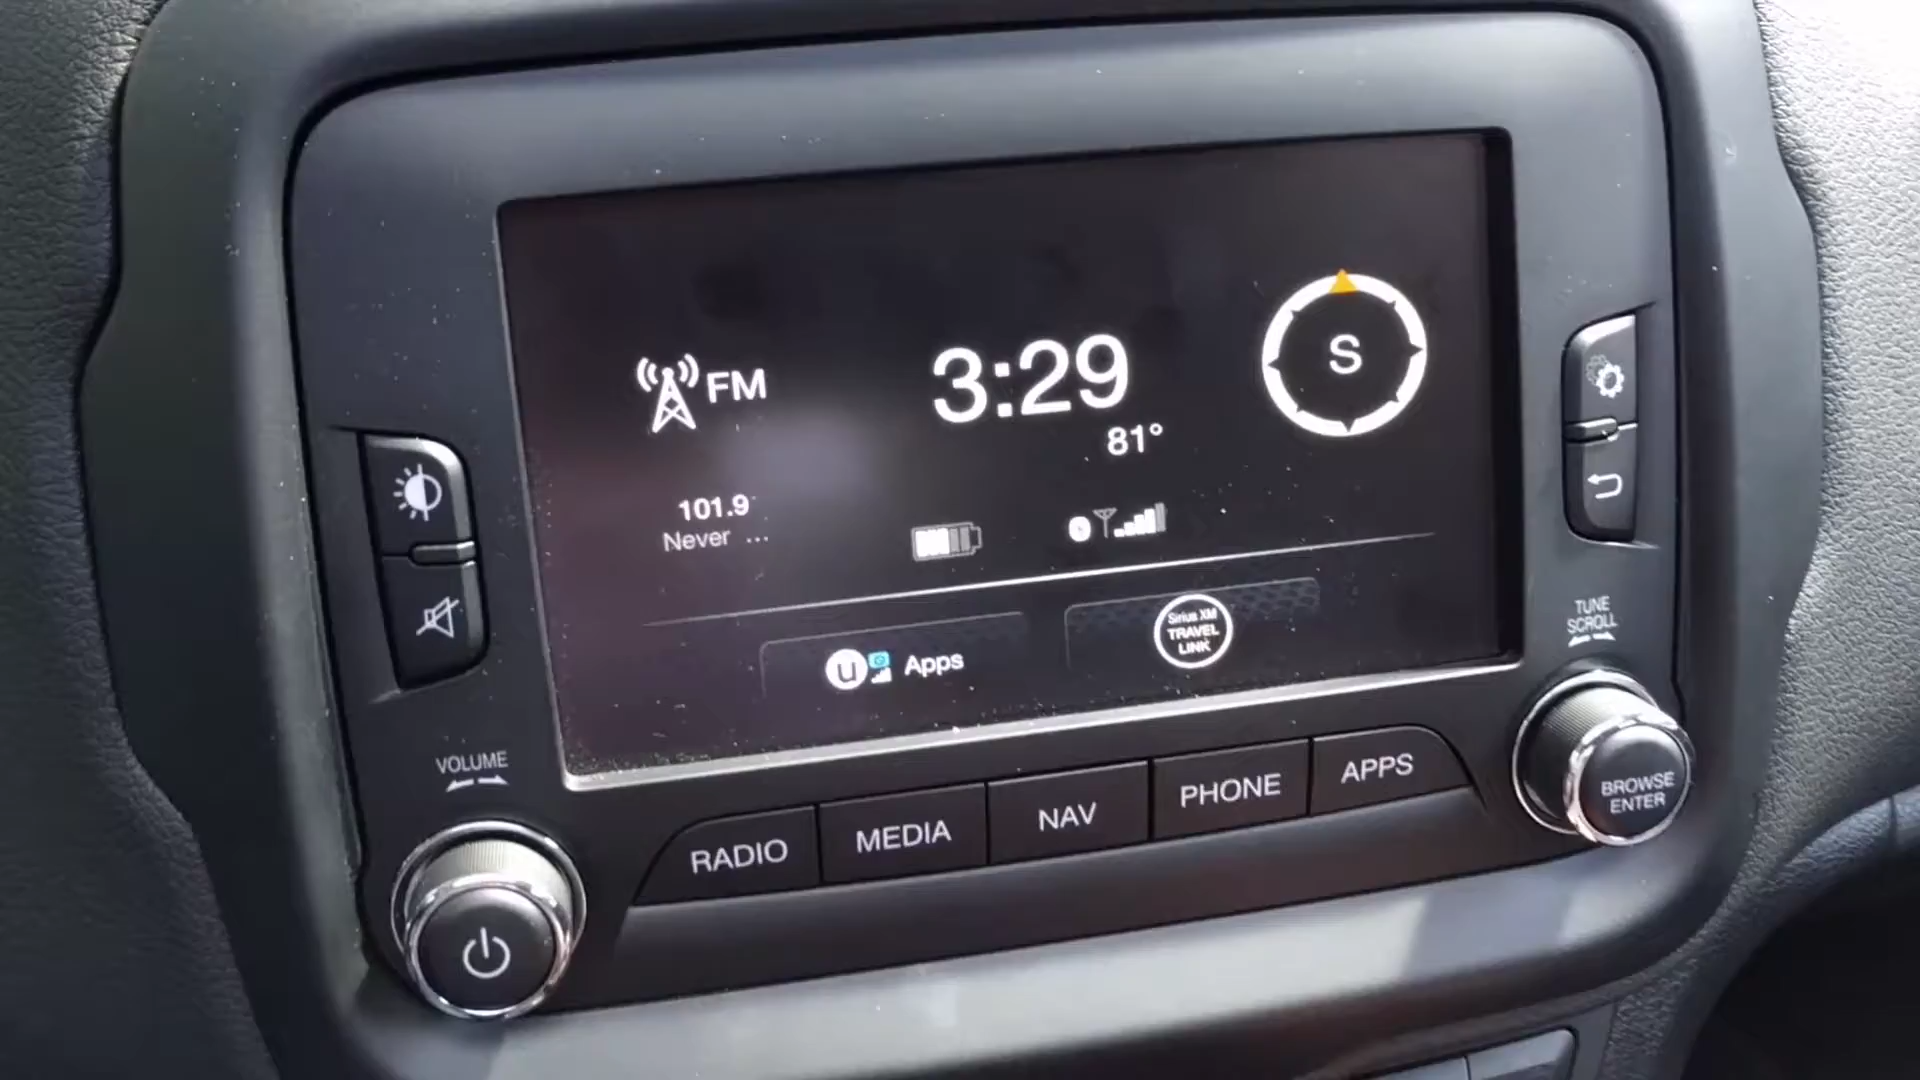 FM
3:29
81°
S
101.9
Never ...
u Apps
Sirius XM
TRAVEL
LINK
TUNE
SCROLL
VOLUME
RADIO
MEDIA
NAV
PHONE
APPS
BROWSE
ENTER